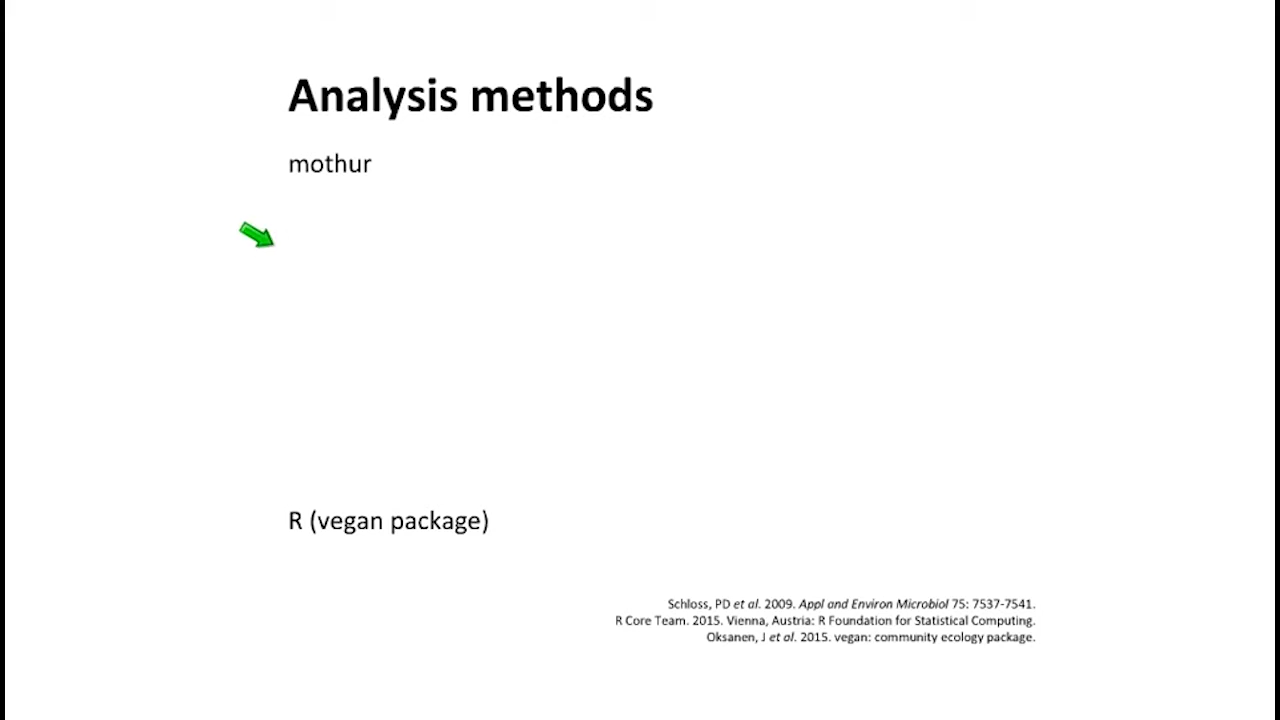 Analysis methods
mothur
R (vegan package)
Schloss, PD et al. 2009. Appl and Environ Microbiol 75: 7537-7541.
R Core Team. 2015. Vienna, Austria: R Foundation for Statistical Computing.
Oksanen, J et al. 2015. vegan: community ecology package.